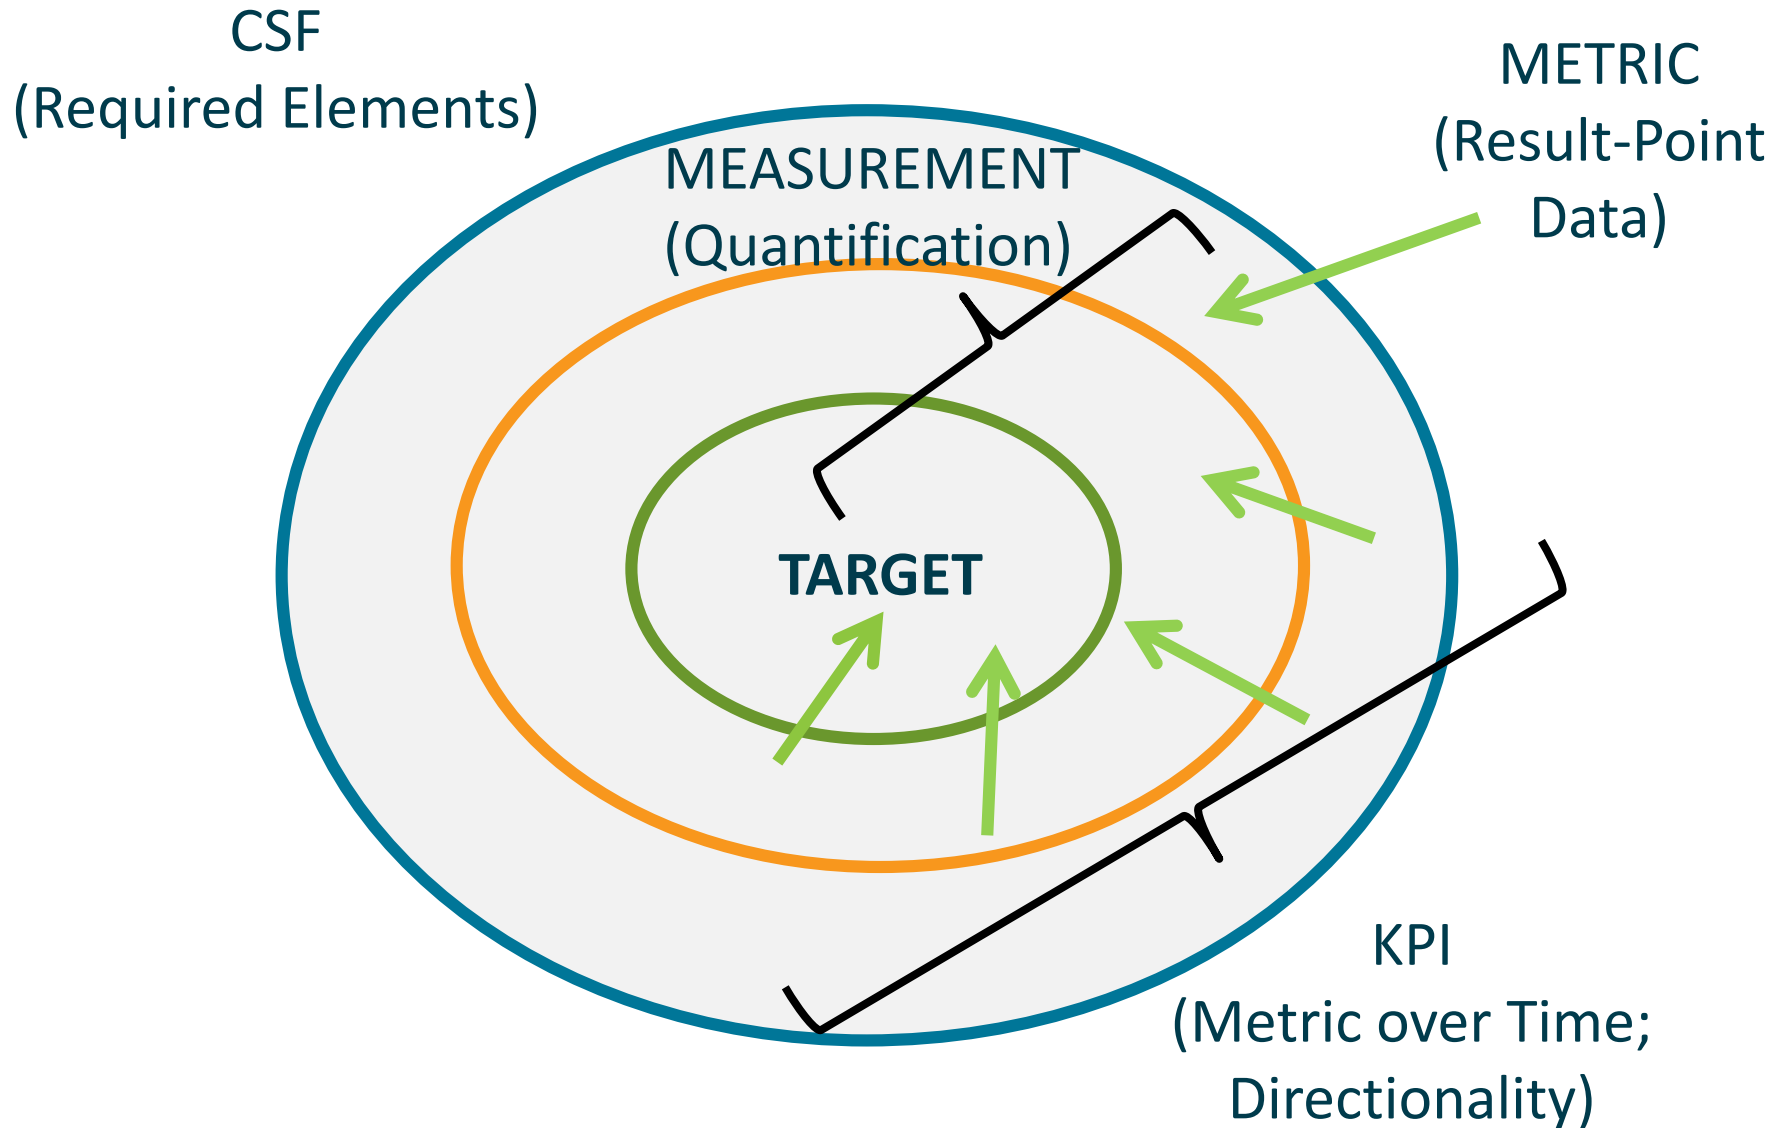 CSF
(Required Elements)
METRIC
(Result-Point
Data)
MEASUREMENT
(Quantification)
TARGET
KPI
(Metric over Time;
Directionality)